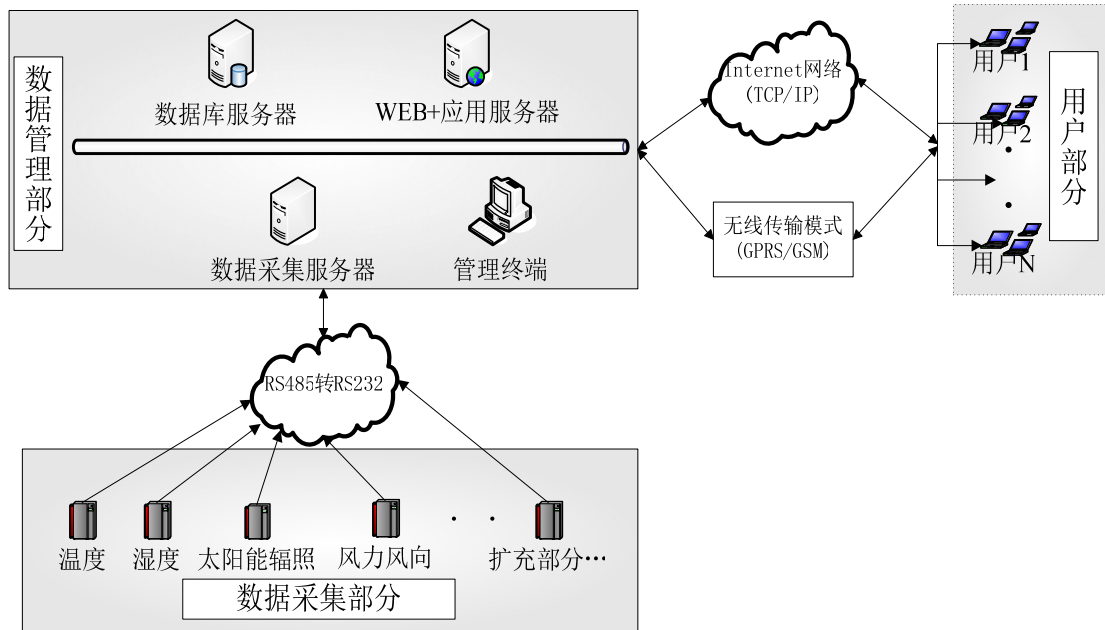 数据管理部分
数据库服务器
WEB+应用服务器
数据采集服务器
管理终端
Internet网络
(TCP/IP)
无线传输模式
(GPRS/GSM)
用户1
用户2
用户N
用户部分
RS485转RS232
温度
湿度
太阳能辐照
风力风向
扩充部分…
数据采集部分